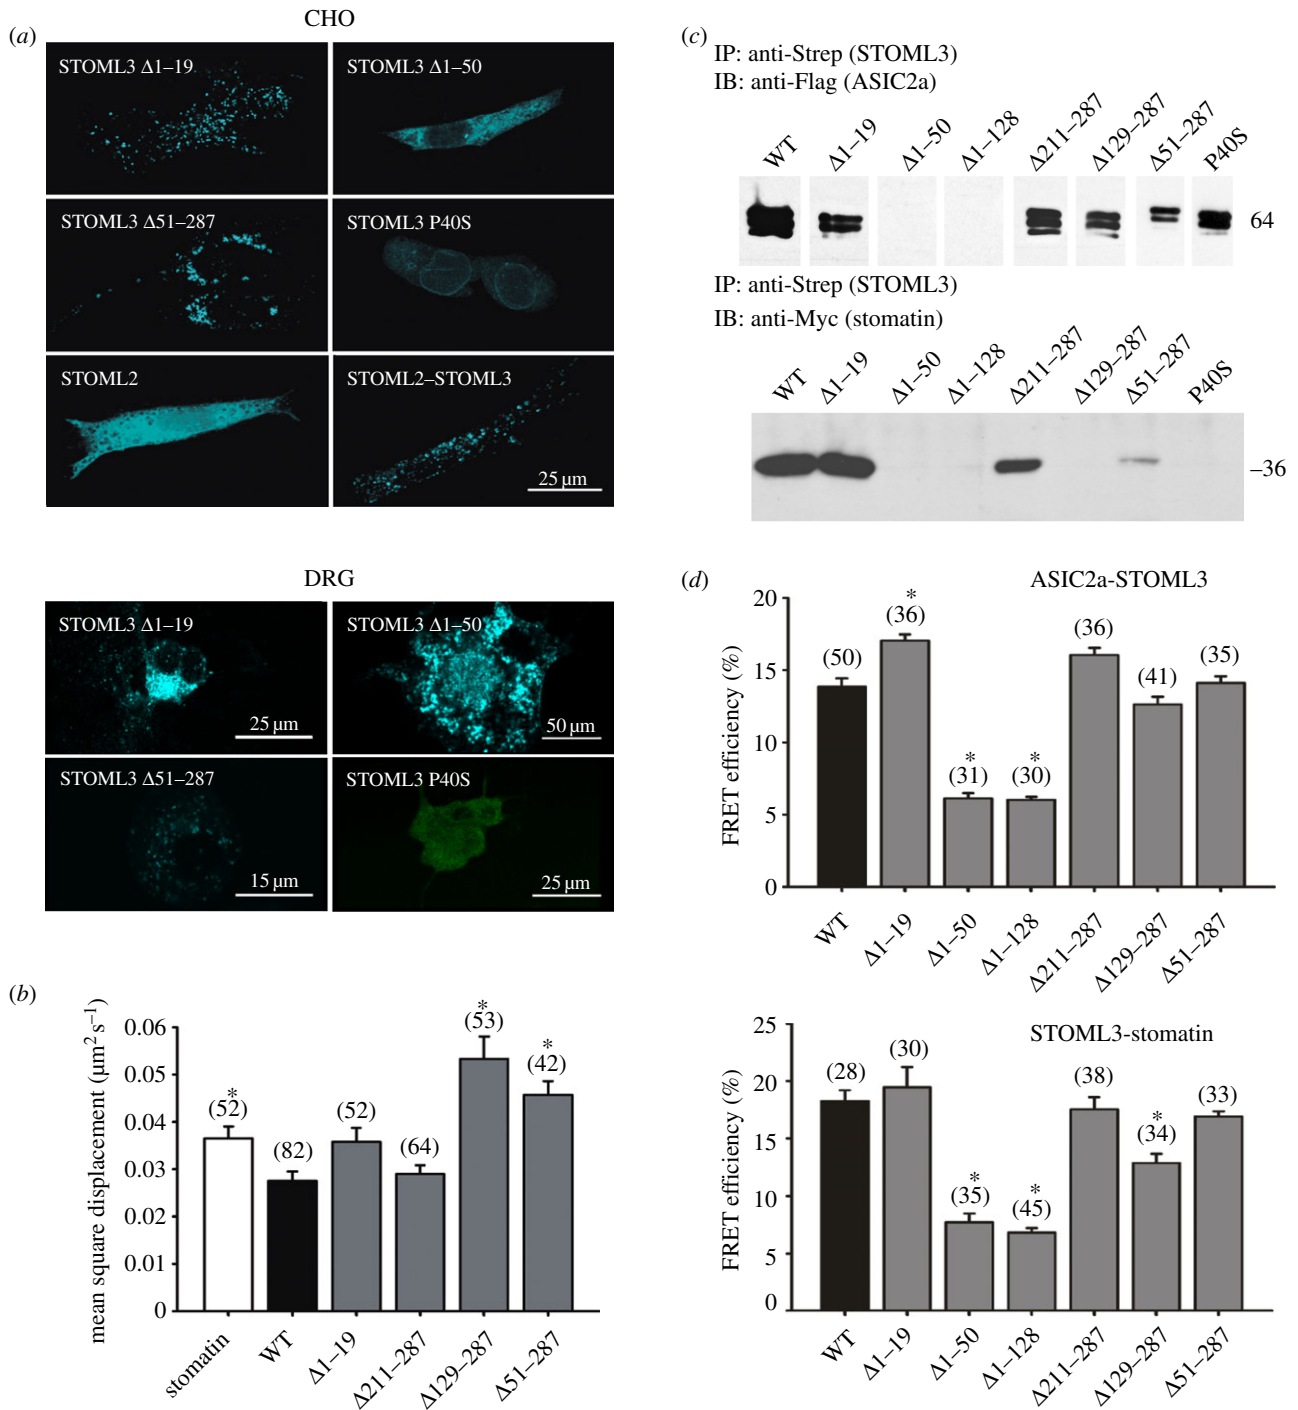 (a)
CHO
STOML3 Δ1–19
STOML3 Δ1–50
STOML3 Δ51–287
STOML3 P40S
STOML2
STOML2–STOML3
25 µm
DRG
STOML3 Δ1–19
25 µm
STOML3 Δ1–50
50 µm
STOML3 Δ51–287
15 µm
STOML3 P40S
25 µm
(b)
mean square displacement (µm² s⁻¹)
0.06
0.05
0.04
0.03
0.02
0.01
0
*
(52)
(82)
(52)
(64)
*
(53)
*
(42)
stomatin
WT
Δ1–19
Δ211–287
Δ129–287
Δ51–287
(c)
IP: anti-Strep (STOML3)
IB: anti-Flag (ASIC2a)
WT
Δ1–19
Δ1–50
Δ1–128
Δ211–287
Δ129–287
Δ51–287
P40S
64
IP: anti-Strep (STOML3)
IB: anti-Myc (stomatin)
WT
Δ1–19
Δ1–50
Δ1–128
Δ211–287
Δ129–287
Δ51–287
P40S
–36
(d)
ASIC2a-STOML3
FRET efficiency (%)
20
15
10
5
0
(50)
*
(36)
*
(31)
*
(30)
(36)
(41)
(35)
WT
Δ1–19
Δ1–50
Δ1–128
Δ211–287
Δ129–287
Δ51–287
STOML3-stomatin
FRET efficiency (%)
25
20
15
10
5
0
(28)
(30)
*
(35)
*
(45)
(38)
*
(34)
(33)
WT
Δ1–19
Δ1–50
Δ1–128
Δ211–287
Δ129–287
Δ51–287